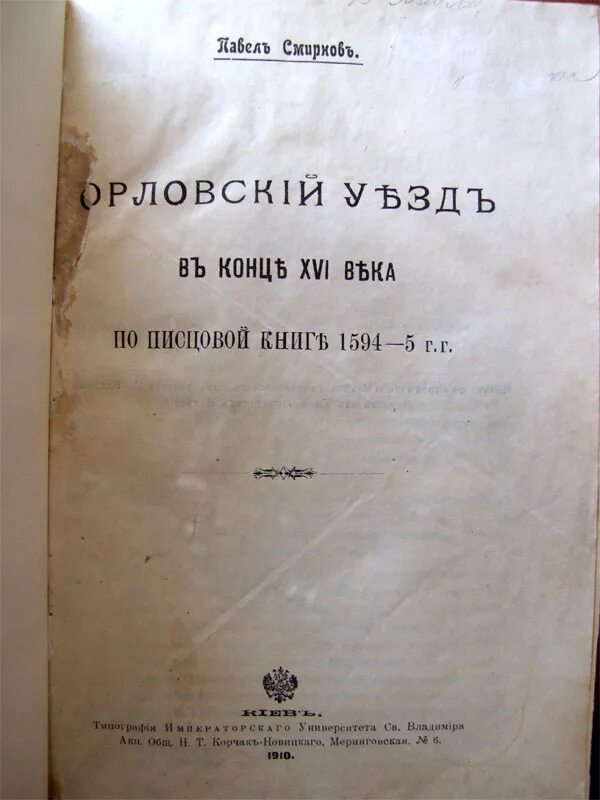 Павелъ Смирновъ.
ОРЛОВСКІЙ УѢЗДЪ
ВЪ КОНЦѢ XVI ВѢКА
ПО ПИСЦОВОЙ КНИГѢ 1594—5 г.г.
КІЕВЪ.
Типографія Императорскаго Университета Св. Владиміра
Акц. Общ. Н. Т. Корчакъ-Новицкаго, Меринговская. № 6.
1910.